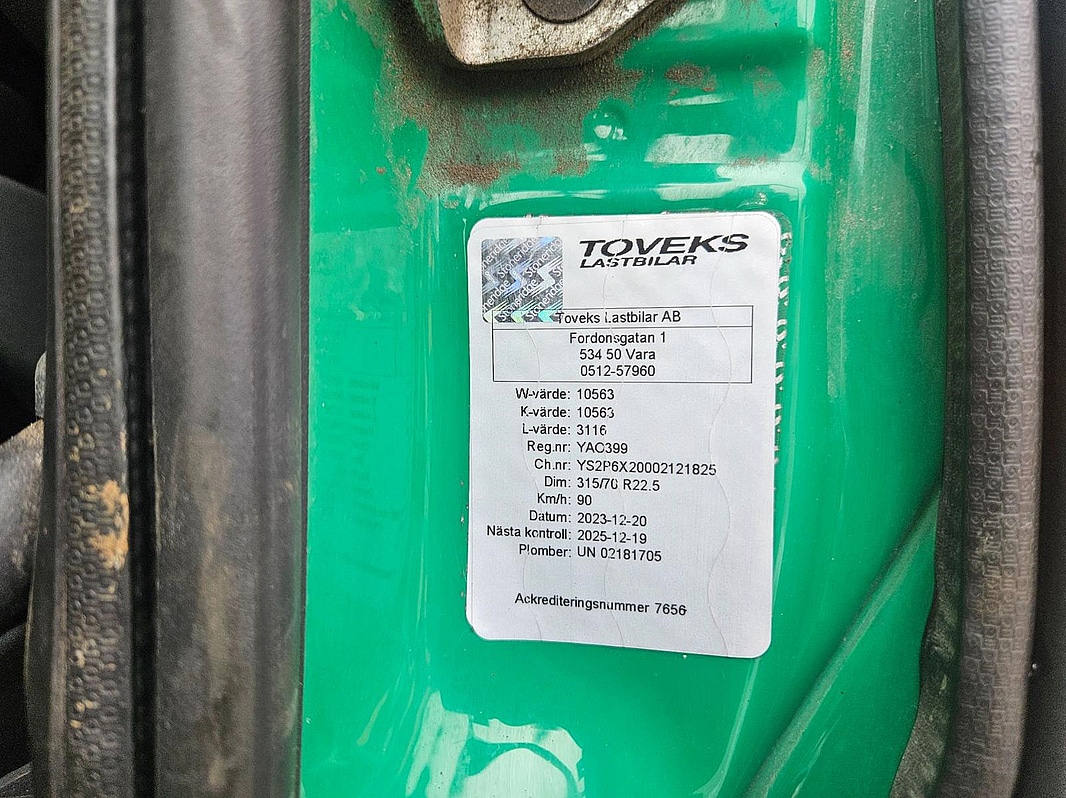 TOVEKS
LASTBILAR
Toveks Lastbilar AB
Fordonsgatan 1
534 50 Vara
0512-57960
W-värde: 10563
K-värde: 10563
L-värde: 3116
Reg.nr: YAO399
Ch.nr: YS2P6X20002121825
Dim: 315/70 R22.5
Km/h: 90
Datum: 2023-12-20
Nästa kontroll: 2025-12-19
Plomber: UN 02181705
Ackrediteringsnummer 7656